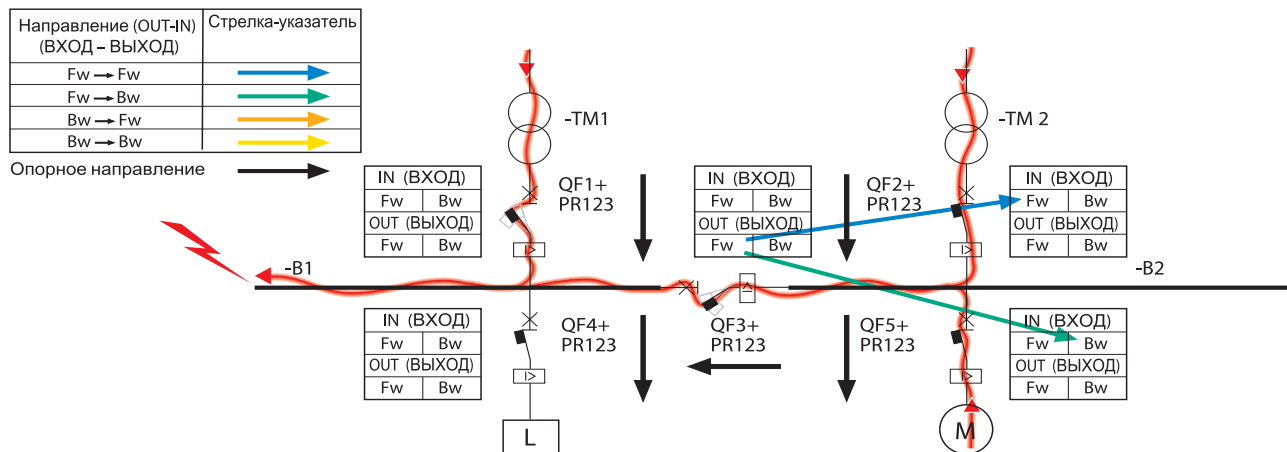 Направление (OUT-IN)
(ВХОД – ВЫХОД)
Стрелка-указатель
Fw → Fw
Fw → Bw
Bw → Fw
Bw → Bw
Опорное направление
-TM1
-TM 2
IN (ВХОД)
Fw Bw
OUT (ВЫХОД)
Fw Bw
QF1+
PR123
IN (ВХОД)
Fw Bw
OUT (ВЫХОД)
Fw Bw
QF2+
PR123
IN (ВХОД)
Fw Bw
OUT (ВЫХОД)
Fw Bw
-B1
-B2
IN (ВХОД)
Fw Bw
OUT (ВЫХОД)
Fw Bw
QF4+
PR123
QF3+
PR123
QF5+
PR123
IN (ВХОД)
Fw Bw
OUT (ВЫХОД)
Fw Bw
L
M